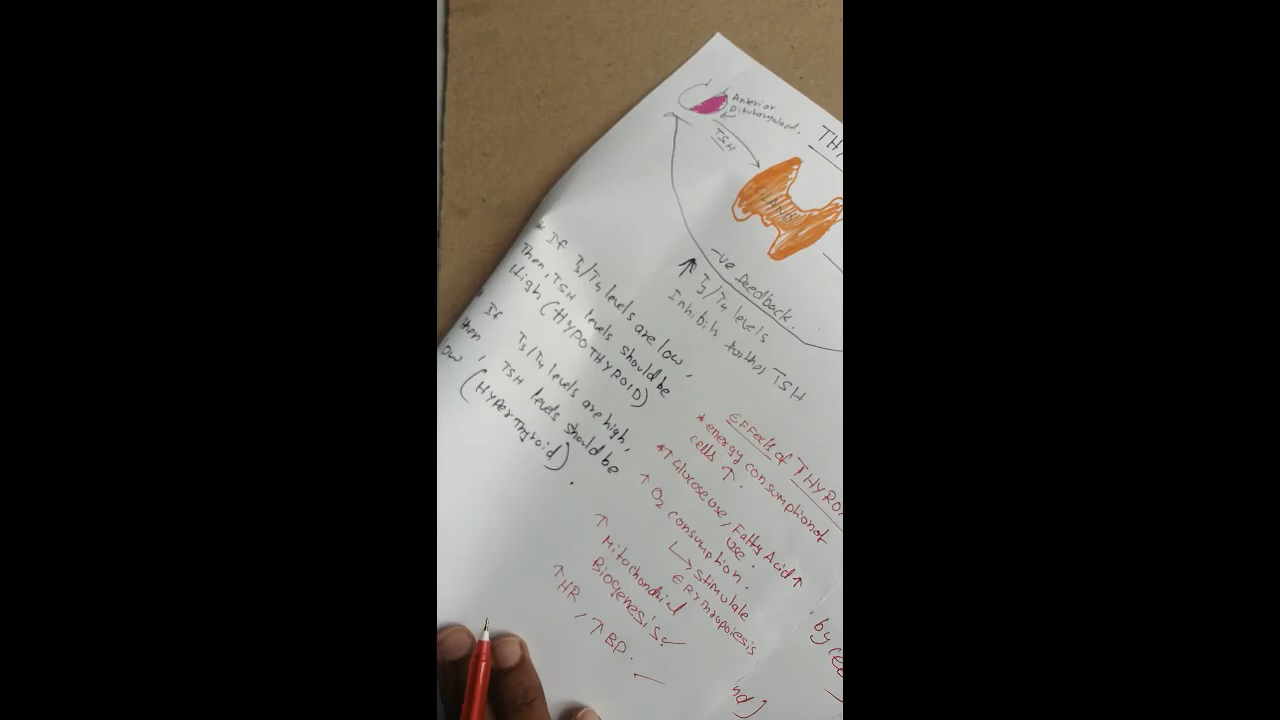 Anterior
Pituitarygland.
TSH
GLAND
-ve feedback.
↑ T3/T4 levels
Inhibits further TSH
* If T3/T4 levels are low,
Then, TSH levels should be
High (HYPOTHYROID)
* If T3/T4 levels are high,
then, TSH levels should be
low (HYPerThyroid).
EFFects of THYRO
* energy consumption of
cells ↑.
*↑ Glucose use, Fatty Acid ↑
use.
↑ O2 consumption.
↳ Stimulate
ERYthropoiesis
↑ Mitochondrial
Biogenesis.
↑ HR, ↑ BP.